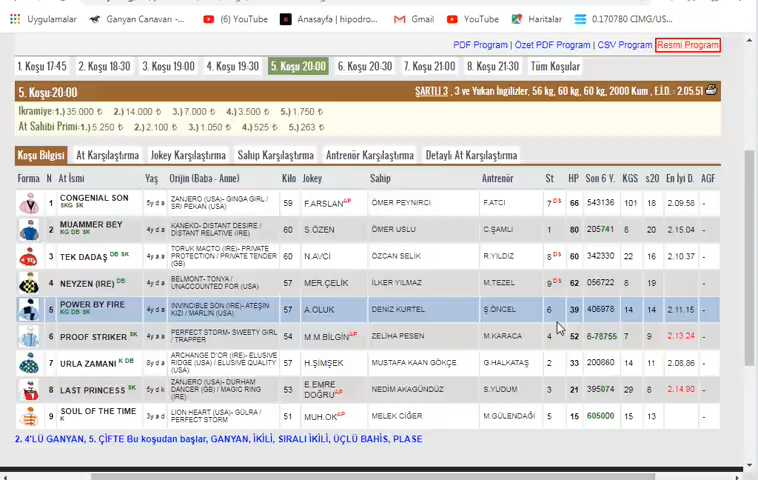 Uygulamalar Ganyan Canavarı -... (6) YouTube Anasayfa | hipodro... Gmail YouTube Haritalar 0.170780 CIMG/US...
PDF Program | Özet PDF Program | CSV Program Resmi Program
1. Koşu 17:45 2. Koşu 18:30 3. Koşu 19:00 4. Koşu 19:30 5. Koşu 20:00 6. Koşu 20:30 7. Koşu 21:00 8. Koşu 21:30 Tüm Koşular
5. Koşu:20:00 ŞARTLI 3 , 3 ve Yukarı İngilizler, 56 kg, 60 kg, 60 kg, 2000 Kum , E.İ.D. : 2.05.51
İkramiye: 1.) 35.000 ₺ 2.) 14.000 ₺ 3.) 7.000 ₺ 4.) 3.500 ₺ 5.) 1.750 ₺
At Sahibi Primi: 1.) 5.250 ₺ 2.) 2.100 ₺ 3.) 1.050 ₺ 4.) 525 ₺ 5.) 263 ₺
Koşu Bilgisi At Karşılaştırma Jokey Karşılaştırma Sahip Karşılaştırma Antrenör Karşılaştırma Detaylı At Karşılaştırma
Forma N At İsmi Yaş Orijin (Baba - Anne) Kilo Jokey Sahip Antrenör St HP Son 6 Y. KGS s20 En İyi D. AGF
1 CONGENIAL SON SKG SK 5y d a ZANJERO (USA)- GINGA GIRL / SRI PEKAN (USA) 59 F.ARSLAN AP ÖMER PEYNIRCI F.ATCI 7 DS 66 543136 101 18 2.09.58 -
2 MUAMMER BEY KG DB SK 4y d a KANEKO- DISTANT DESIRE / DISTANT RELATIVE (IRE) 60 S.ÖZEN ÖMER USLU C.ŞAMLI 1 80 205741 8 20 2.15.04 -
3 TEK DADAŞ DB SK 4y a a TORUK MACTO (IRE)- PRIVATE PROTECTION / PRIVATE TENDER (GB) 60 N.AVCİ ÖZCAN SELİK R.YILDIZ 8 DS 60 342330 22 16 2.10.37 -
4 NEYZEN (IRE) DB 4y d a BELMONT- TONYA / UNACCOUNTED FOR (USA) 57 MER.ÇELİK İLKER YILMAZ M.TEZEL 9 DS 62 056722 8 19 -
5 POWER BY FIRE KG DB SK 4y d a INVINCIBLE SON (IRE)- ATEŞİN KIZI / MARLIN (USA) 57 A.OLUK DENİZ KURTEL Ş.ÖNCEL 6 39 406978 14 14 2.11.15 -
6 PROOF STRIKER SK 4y a a PERFECT STORM- SWEETY GIRL / TRAPPER 54 M.M.BİLGİN AP ZELİHA PESEN M.KARACA 4 52 6-78755 7 9 2.13.24 -
7 URLA ZAMANI K DB 8y d a ARCHANGE D'OR (IRE)- ELUSIVE RIDGE (USA) / ELUSIVE QUALITY (USA) 57 H.ŞİMŞEK MUSTAFA KAAN GÖKÇE G.HALKATAŞ 2 33 200860 14 11 2.08.86 -
8 LAST PRINCESS SK 5y d k ZANJERO (USA)- DURHAM DANCER (GB) / MAGIC RING (IRE) 53 E.EMRE DOĞRU AP NEDİM AKAGÜNDÜZ S.YUDUM 3 21 395074 29 8 2.14.90 -
9 SOUL OF THE TIME K 3y a d LION HEART (USA)- GÜLRA / PERFECT STORM 51 MUH.OK AP MELEK CİĞER M.GÜLENDAĞI 5 15 605000 15 13 -
2. 4'LÜ GANYAN, 5. ÇİFTE Bu koşudan başlar, GANYAN, İKİLİ, SIRALI İKİLİ, ÜÇLÜ BAHİS, PLASE